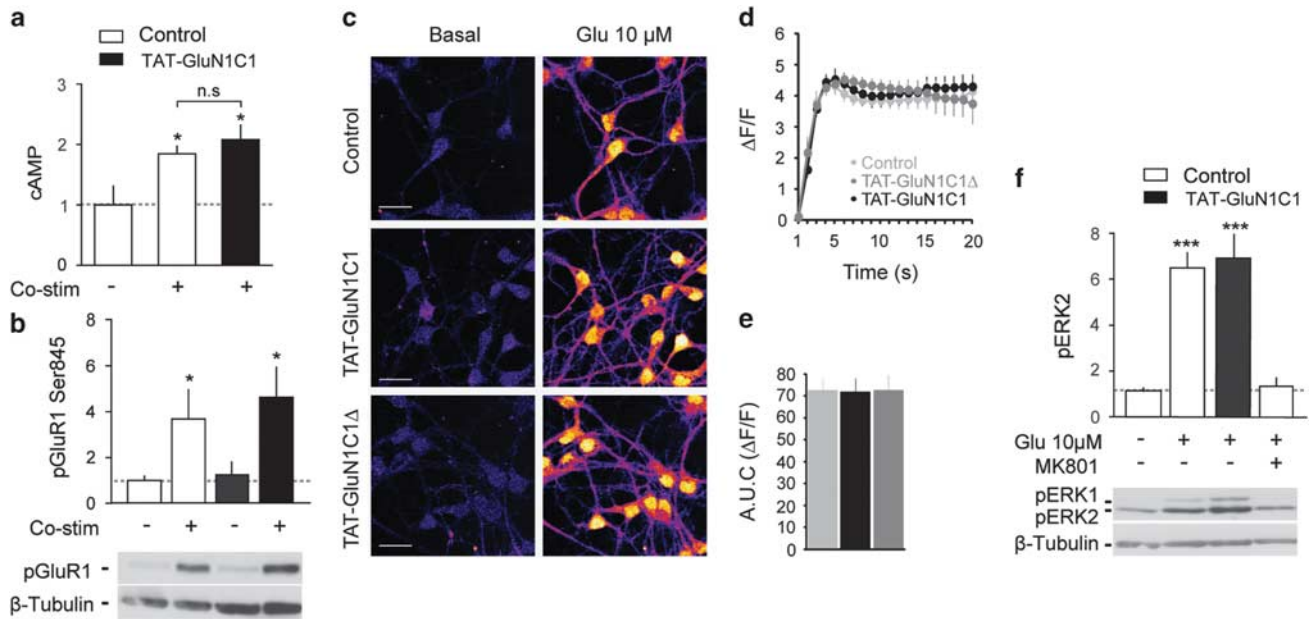 a
Control
TAT-GluN1C1
n.s
* *
3
2
1
0
cAMP
Co-stim - + +
b
8
6
4
2
0
pGluR1 Ser845
* *
Co-stim - + - +
pGluR1 -
β-Tubulin -
c
Basal Glu 10 µM
Control
TAT-GluN1C1
TAT-GluN1C1Δ
d
6
5
4
3
2
1
0
ΔF/F
Control
TAT-GluN1C1Δ
TAT-GluN1C1
1 5 10 15 20
Time (s)
e
80
70
60
50
40
30
20
10
0
A.U.C (ΔF/F)
f
Control
TAT-GluN1C1
8
6
4
2
0
pERK2
*** ***
Glu 10µM - + + +
MK801 - - - +
pERK1 -
pERK2 -
β-Tubulin -